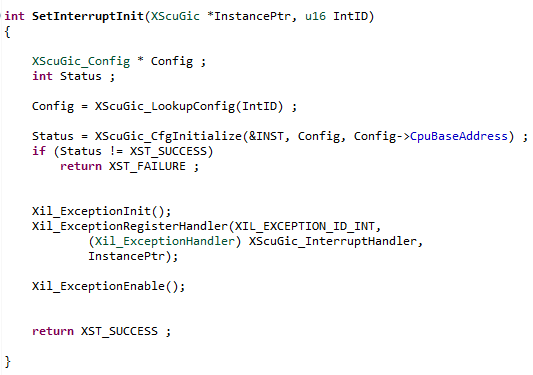 int SetInterruptInit(XScuGic *InstancePtr, u16 IntID)
{
XScuGic_Config * Config ;
int Status ;
Config = XScuGic_LookupConfig(IntID) ;
Status = XScuGic_CfgInitialize(&INST, Config, Config->CpuBaseAddress) ;
if (Status != XST_SUCCESS)
return XST_FAILURE ;
Xil_ExceptionInit();
Xil_ExceptionRegisterHandler(XIL_EXCEPTION_ID_INT,
(Xil_ExceptionHandler) XScuGic_InterruptHandler,
InstancePtr);
Xil_ExceptionEnable();
return XST_SUCCESS ;
}